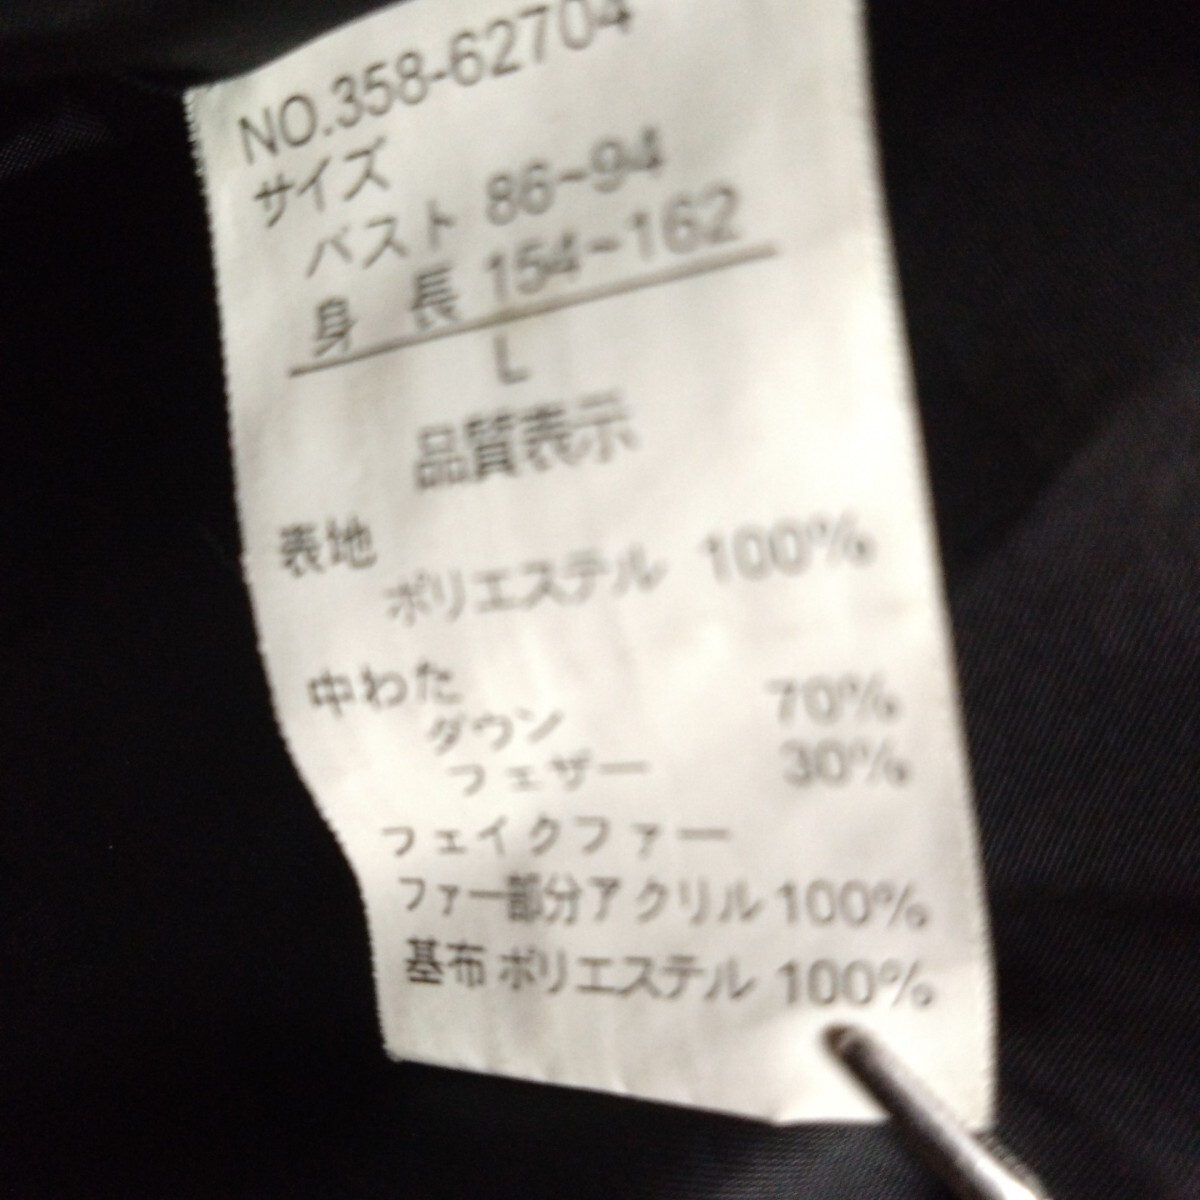 NO.358-62704
サイズ
バスト 86~94
身 長 154~162
L
品質表示
表地
ポリエステル 100%
中わた
ダウン 70%
フェザー 30%
フェイクファー
ファー部分アクリル 100%
基布 ポリエステル 100%